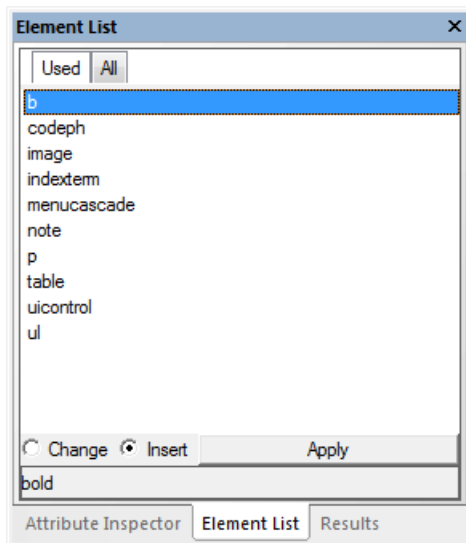 Element List
Used All
b
codeph
image
indexterm
menucascade
note
p
table
uicontrol
ul
Change Insert Apply
bold
Attribute Inspector Element List Results